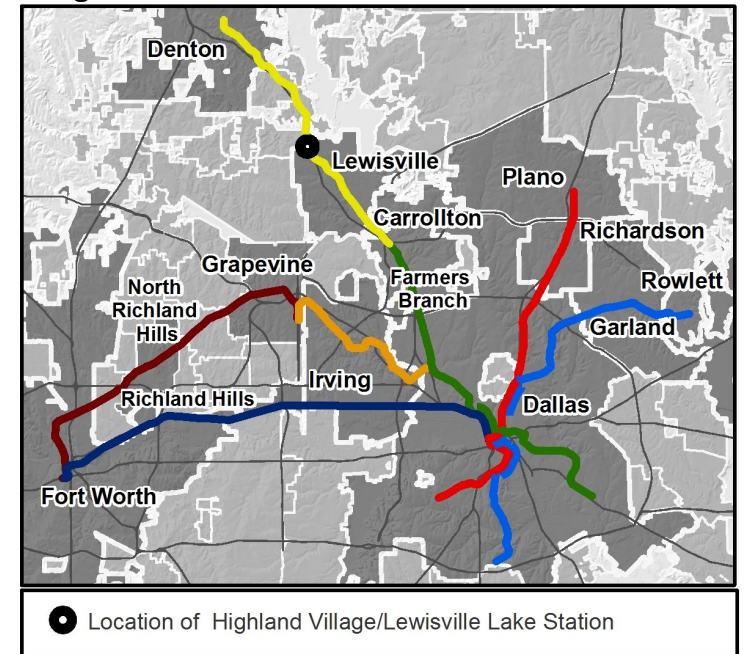 Denton
Lewisville
Plano
Carrollton
Richardson
Grapevine
Farmers
Branch
Rowlett
North
Richland
Hills
Garland
Irving
Richland Hills
Dallas
Fort Worth
Location of Highland Village/Lewisville Lake Station